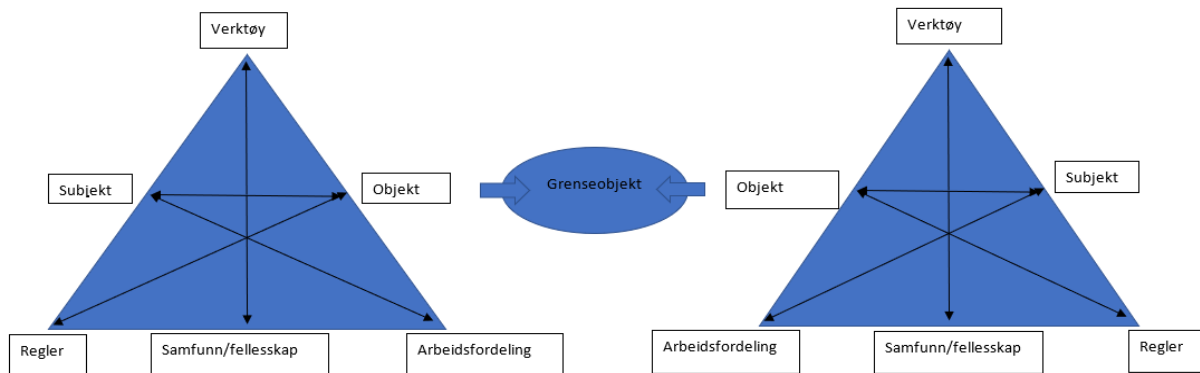 Verktøy
Subjekt
Objekt
Regler
Samfunn/fellesskap
Arbeidsfordeling
Grenseobjekt
Verktøy
Objekt
Subjekt
Arbeidsfordeling
Samfunn/fellesskap
Regler